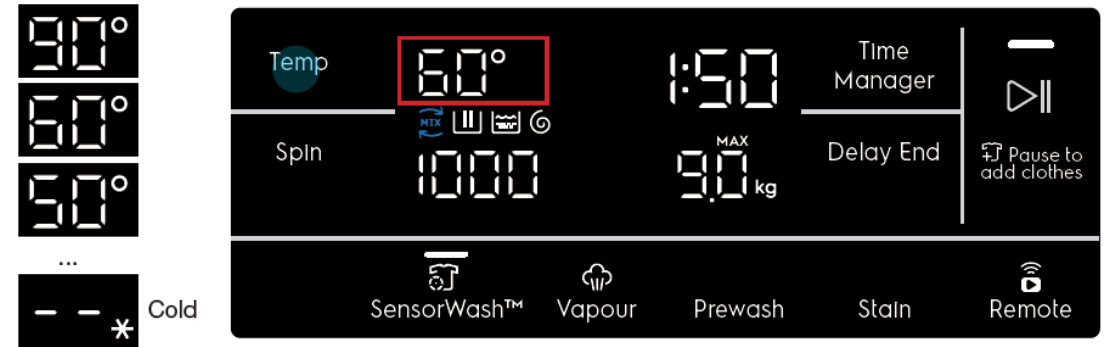 90°
60°
50°
...
-- * Cold
Temp
60°
1:50
Time
Manager
MIX
Spin
1000
MAX
9.0 kg
Delay End
Pause to
add clothes
SensorWash™
Vapour
Prewash
Stain
Remote